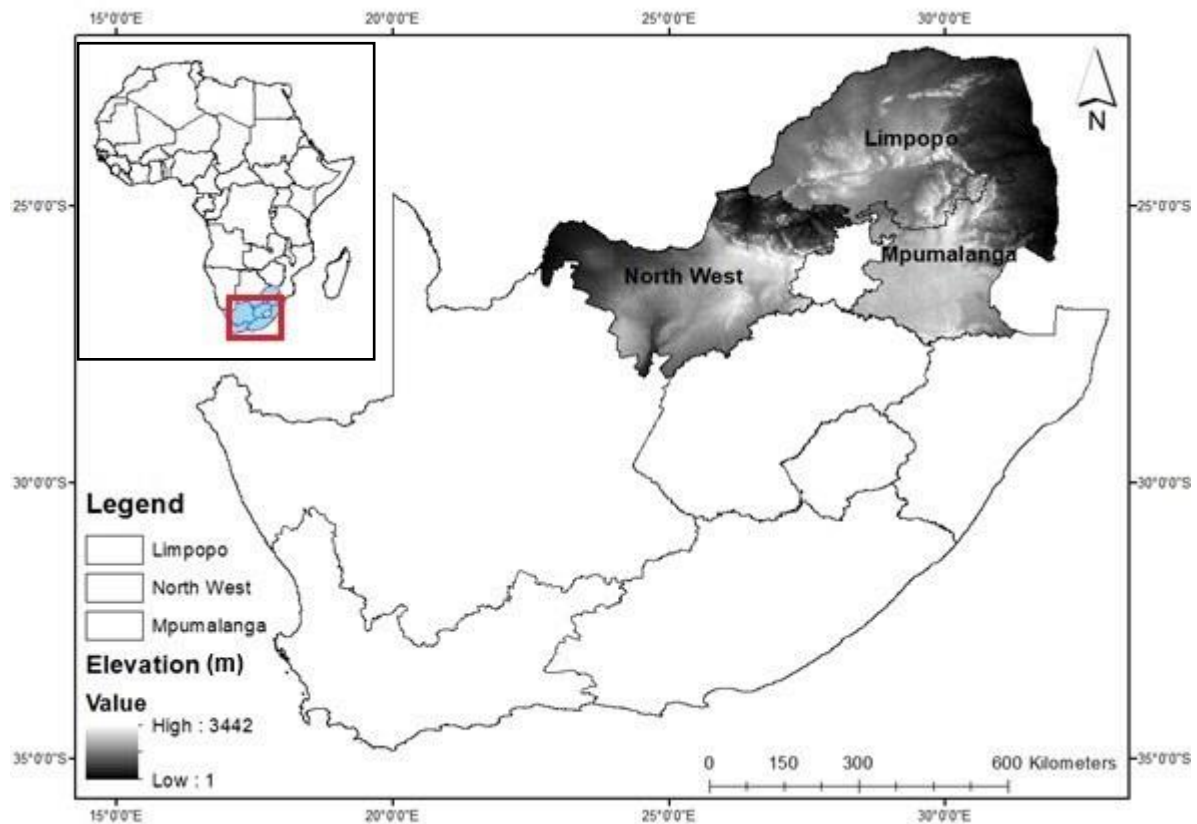 15°0'0"E 20°0'0"E 25°0'0"E 30°0'0"E
N
Limpopo
25°0'0"S 25°0'0"S
Mpumalanga
North West
30°0'0"S 30°0'0"S
Legend
Limpopo
North West
Mpumalanga
Elevation (m)
Value
High : 3442
Low : 1
0 150 300 600 Kilometers
35°0'0"S 35°0'0"S
15°0'0"E 20°0'0"E 25°0'0"E 30°0'0"E